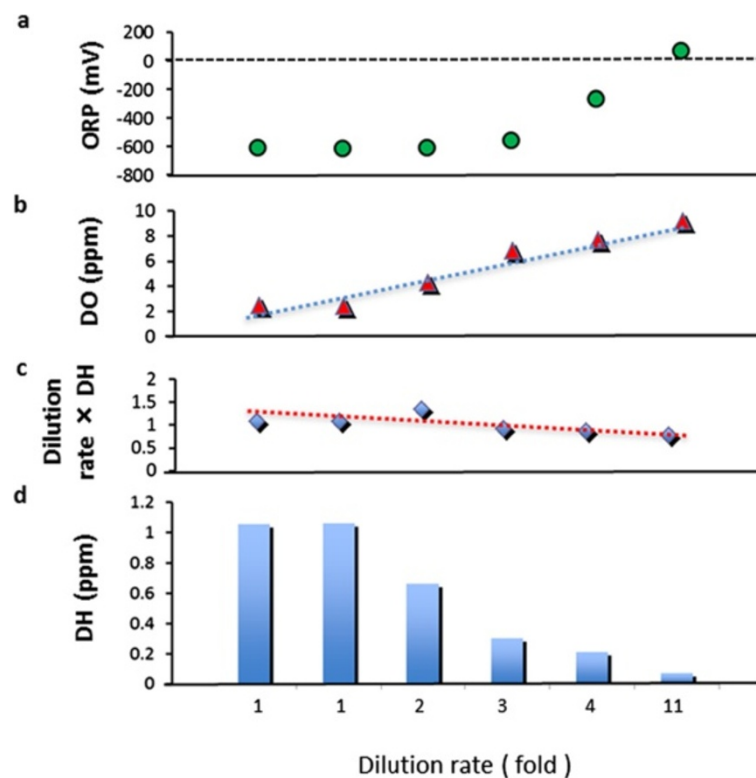 a
ORP (mV)
200
0
-200
-400
-600
-800
b
DO (ppm)
10
8
6
4
2
0
c
Dilution
rate × DH
2
1.5
1
0.5
0
d
DH (ppm)
1.2
1
0.8
0.6
0.4
0.2
0
1 1 2 3 4 11
Dilution rate ( fold )